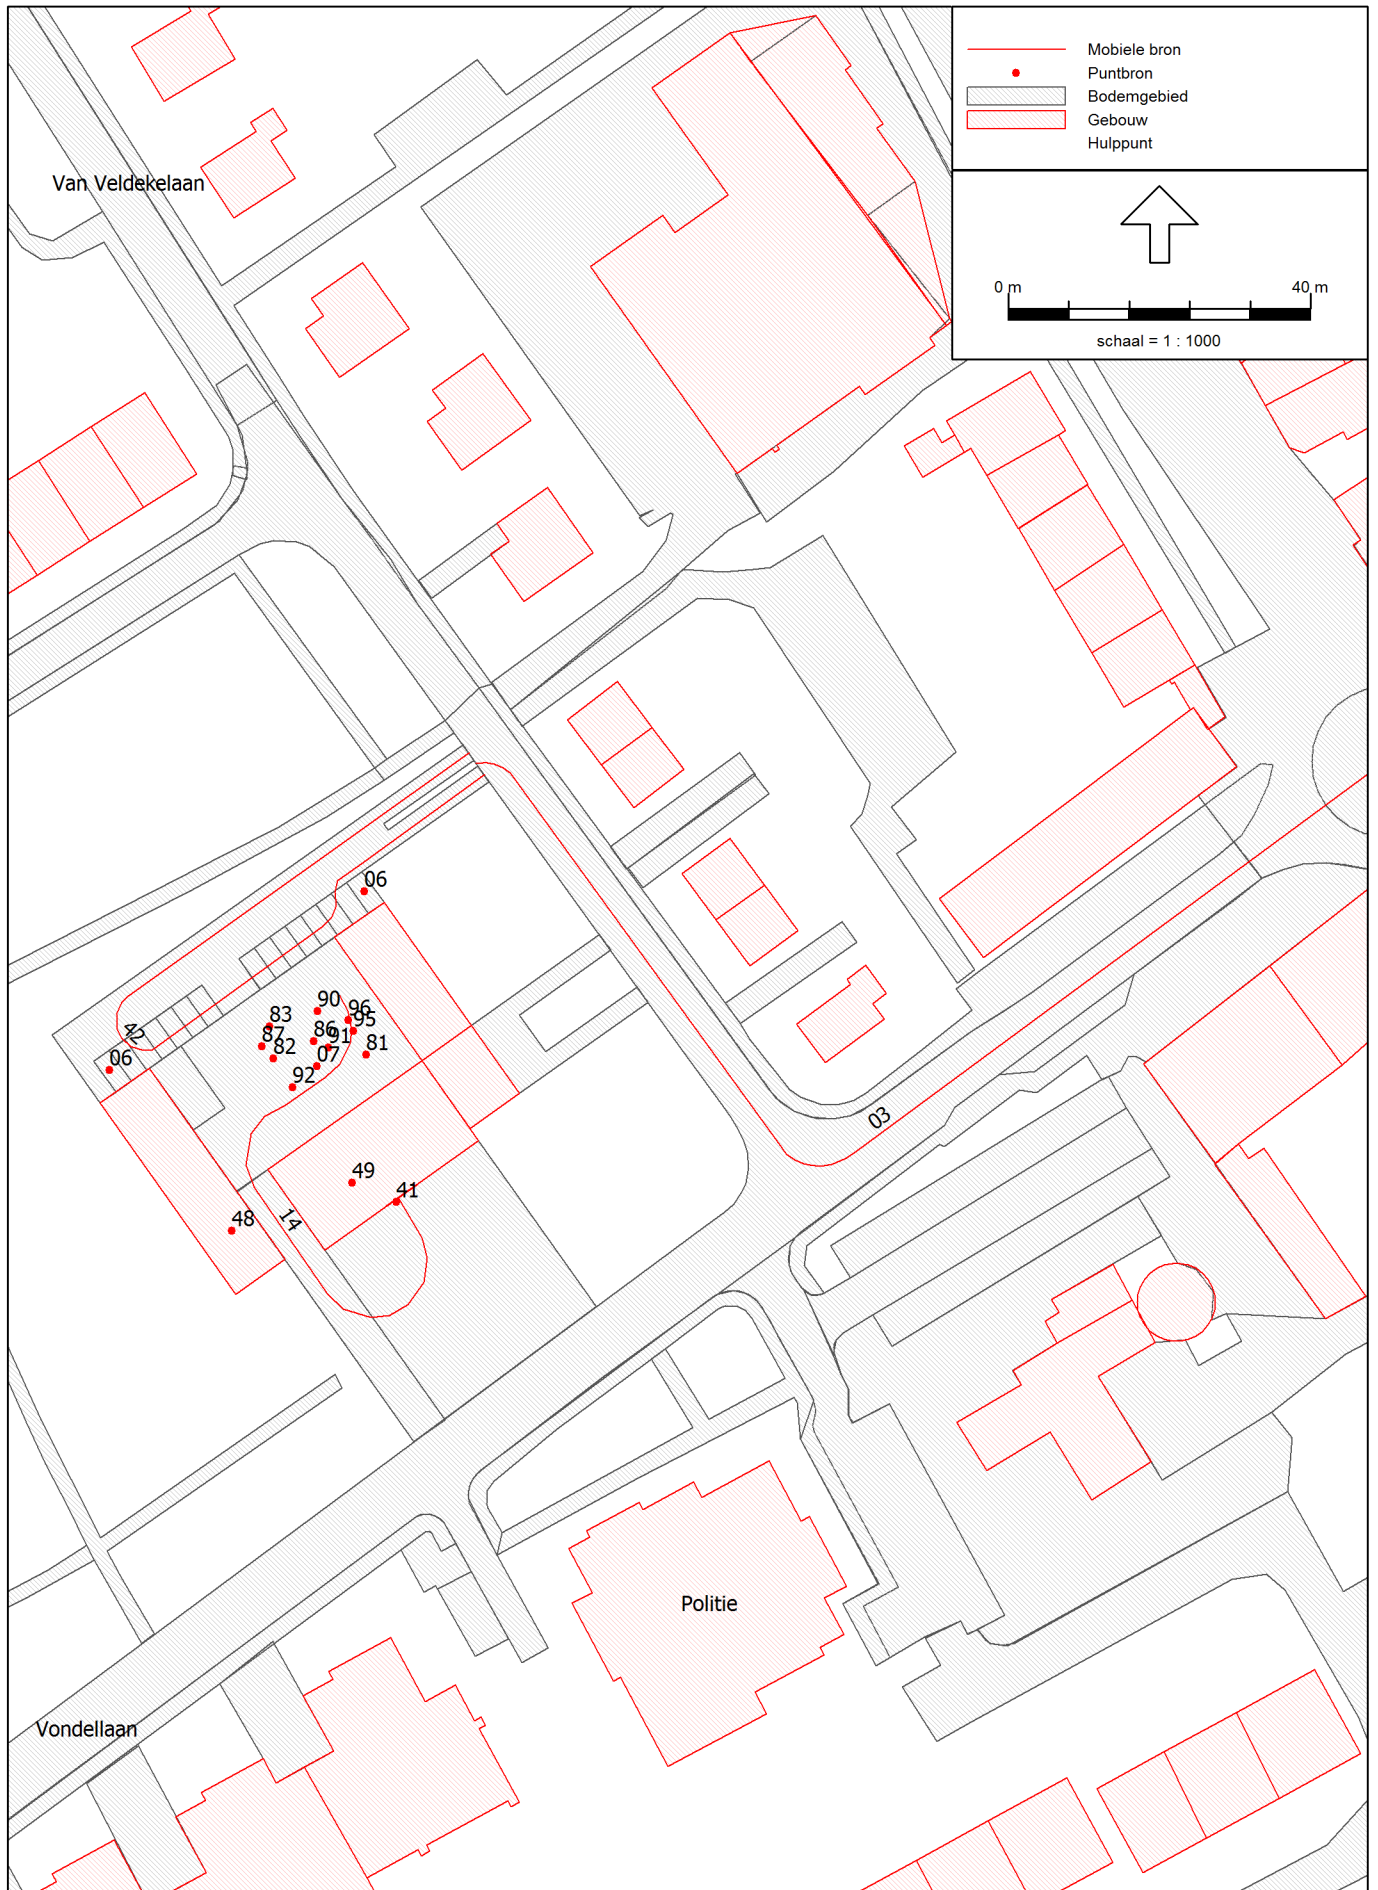 Mobiele bron
Puntbron
Bodemgebied
Gebouw
Hulppunt
Van Veldekelaan
0 m 40 m
schaal = 1 : 1000
06
90
96
83
95
42
87
86
91
81
82
07
06
92
03
49
41
14
48
Politie
Vondellaan